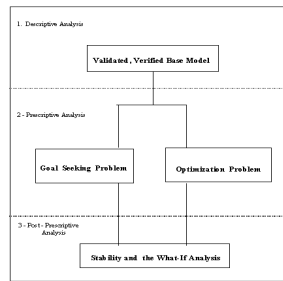 1. Descriptive Analysis
Validated, Verified Base Model
2 - Prescriptive Analysis
Goal Seeking Problem
Optimization Problem
3 - Post - Prescriptive
Analysis
Stability and the What-If Analysis